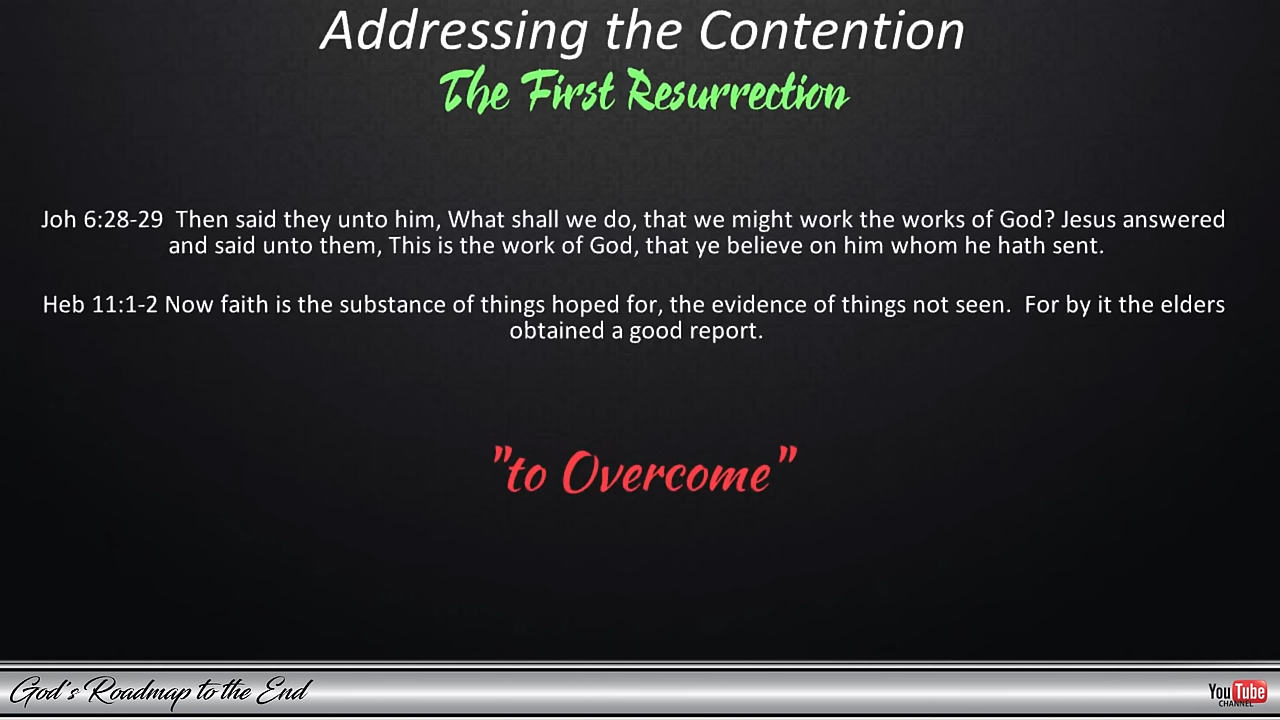 Addressing the Contention
The First Resurrection
Joh 6:28-29  Then said they unto him, What shall we do, that we might work the works of God? Jesus answered
and said unto them, This is the work of God, that ye believe on him whom he hath sent.
Heb 11:1-2 Now faith is the substance of things hoped for, the evidence of things not seen.  For by it the elders
obtained a good report.
"to Overcome"
God's Roadmap to the End
YouTube
CHANNEL